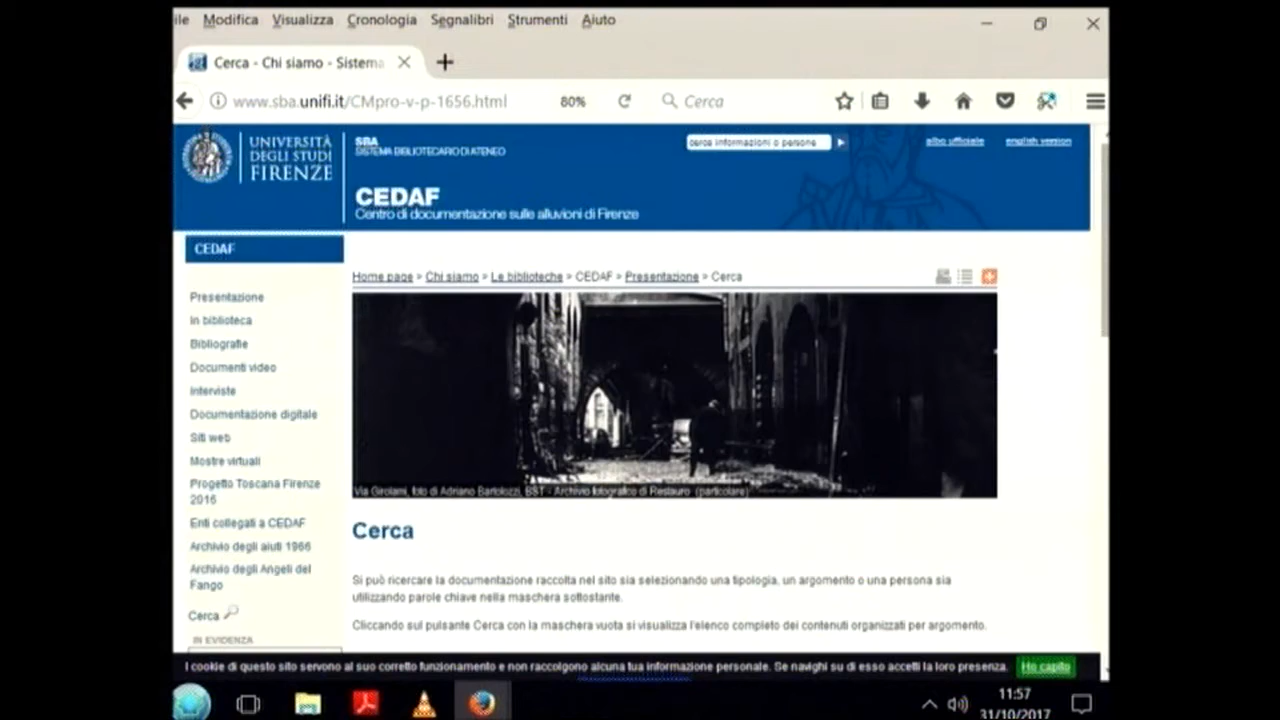 ile Modifica Visualizza Cronologia Segnalibri Strumenti Aiuto
Cerca - Chi siamo - Sistema
www.sba.unifi.it/CMpro-v-p-1656.html 80% Cerca
UNIVERSITÀ
DEGLI STUDI
FIRENZE
SBA
SISTEMA BIBLIOTECARIO DI ATENEO
cerca informazioni o persone
albo ufficiale english version
CEDAF
Centro di documentazione sulle alluvioni di Firenze
CEDAF
Home page > Chi siamo > Le biblioteche > CEDAF > Presentazione > Cerca
Presentazione
In biblioteca
Bibliografie
Documenti video
Interviste
Documentazione digitale
Siti web
Mostre virtuali
Progetto Toscana Firenze
2016
Enti collegati a CEDAF
Archivio degli aiuti 1966
Archivio degli Angeli del
Fango
Cerca
IN EVIDENZA
Via Girolami, foto di Adriano Bartolozzi, BST - Archivio fotografico di Restauro (particolare)
Cerca
Si può ricercare la documentazione raccolta nel sito sia selezionando una tipologia, un argomento o una persona sia
utilizzando parole chiave nella maschera sottostante.
Cliccando sul pulsante Cerca con la maschera vuota si visualizza l'elenco completo dei contenuti organizzati per argomento.
I cookie di questo sito servono al suo corretto funzionamento e non raccolgono alcuna tua informazione personale. Se navighi su di esso accetti la loro presenza. Ho capito
11:57
31/10/2017